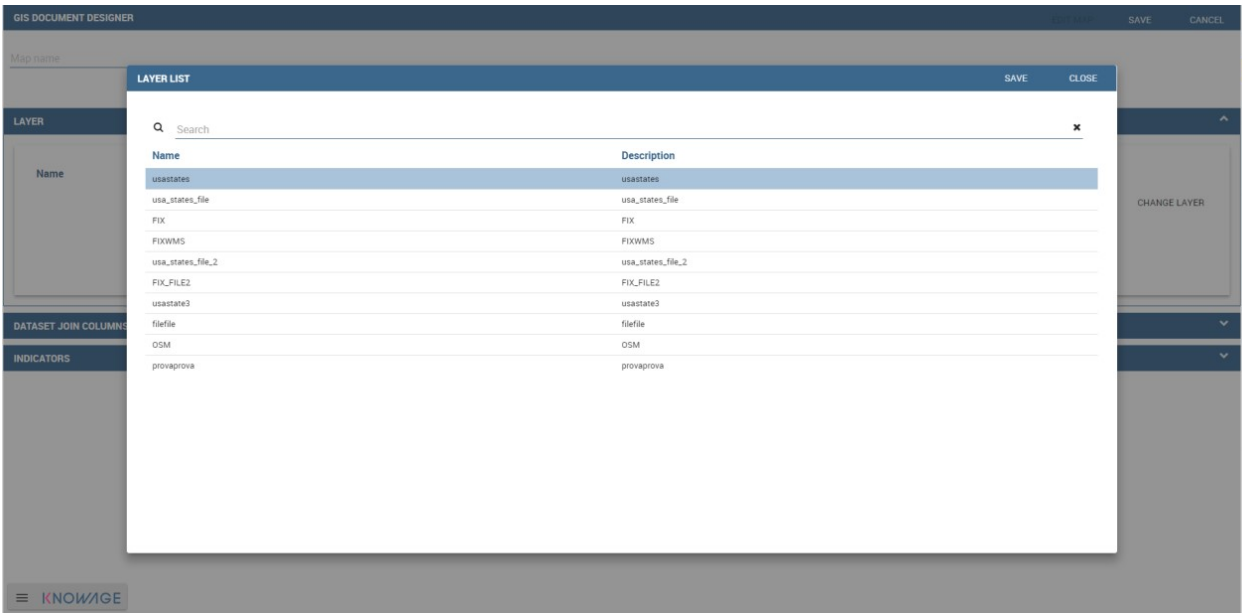 GIS DOCUMENT DESIGNER EDIT MAP SAVE CANCEL
Map name
LAYER LIST SAVE CLOSE
LAYER
Search
Name Description
Name
usastates usastates
usa_states_file usa_states_file
CHANGE LAYER
FIX FIX
FIXWMS FIXWMS
usa_states_file_2 usa_states_file_2
FIX_FILE2 FIX_FILE2
usastate3 usastate3
DATASET JOIN COLUMNS
filefile filefile
OSM OSM
INDICATORS
provaprova provaprova
KNOWAGE